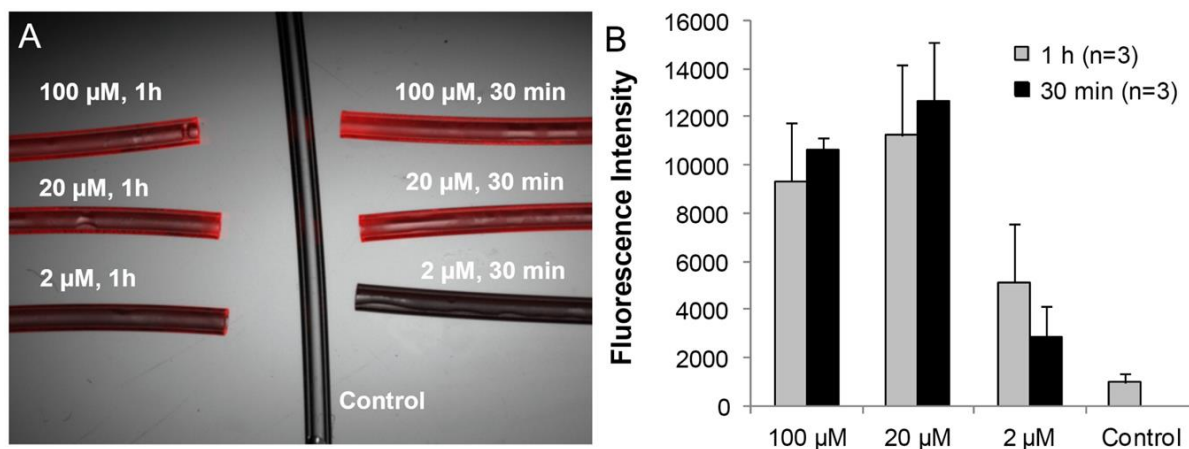 A
100 µM, 1h
100 µM, 30 min
20 µM, 1h
20 µM, 30 min
2 µM, 1h
2 µM, 30 min
Control
B
Fluorescence Intensity
16000
14000
12000
10000
8000
6000
4000
2000
0
1 h (n=3)
30 min (n=3)
100 µM 20 µM 2 µM Control